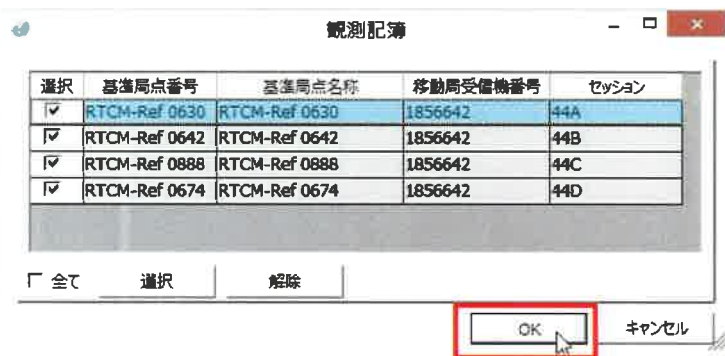 観測記簿
選択 基準局点番号 基準局点名称 移動局受信機番号 セッション
RTCM-Ref 0630 RTCM-Ref 0630 1856642 44A
RTCM-Ref 0642 RTCM-Ref 0642 1856642 44B
RTCM-Ref 0888 RTCM-Ref 0888 1856642 44C
RTCM-Ref 0674 RTCM-Ref 0674 1856642 44D
全て 選択 解除
OK キャンセル